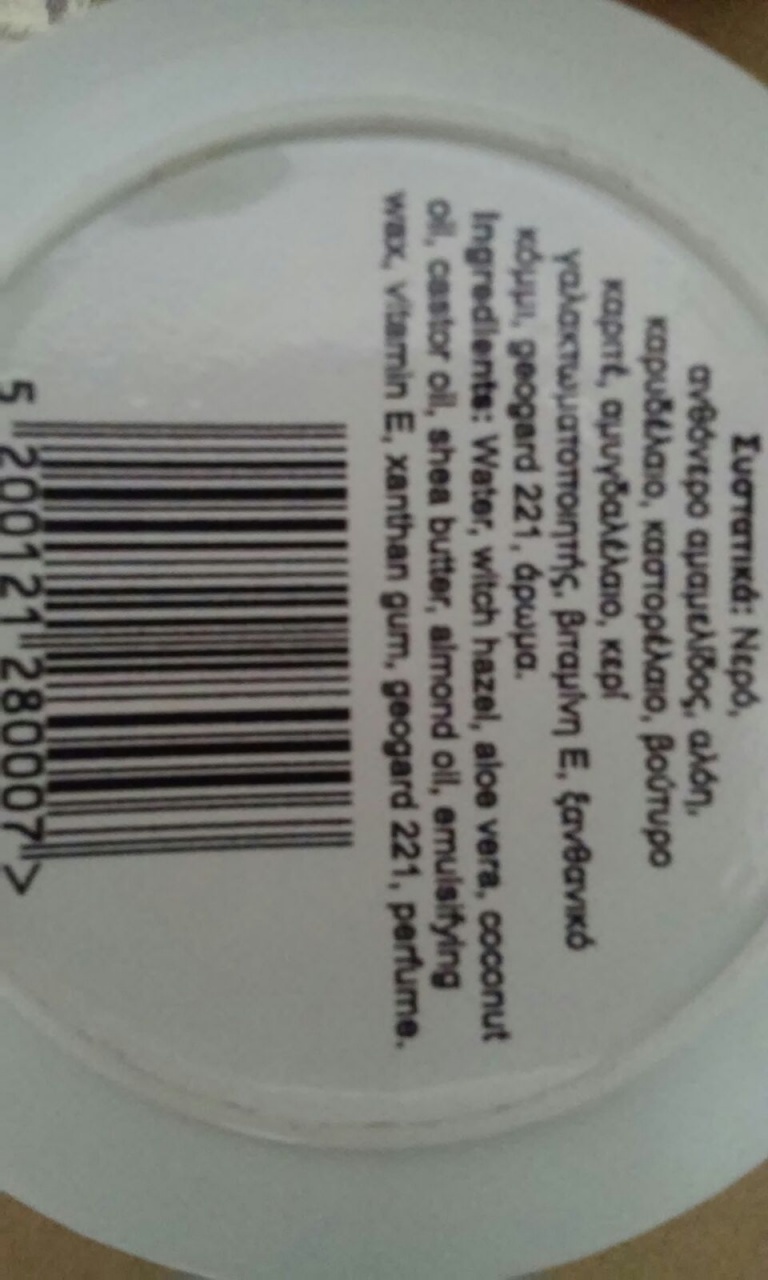 Συστατικά: Νερό,
ανθόνερο αμαμελίδος, αλόη,
καρυδέλαιο, καστορέλαιο, βούτυρο
καριτέ, αμυγδαλέλαιο, κερί
γαλακτωματοποιητής, βιταμίνη Ε, ξανθανικό
κόμμι, geogard 221, άρωμα.
Ingredients: Water, witch hazel, aloe vera, coconut
oil, castor oil, shea butter, almond oil, emulsifying
wax, vitamin E, xanthan gum, geogard 221, perfume.
5 200121 280007 >